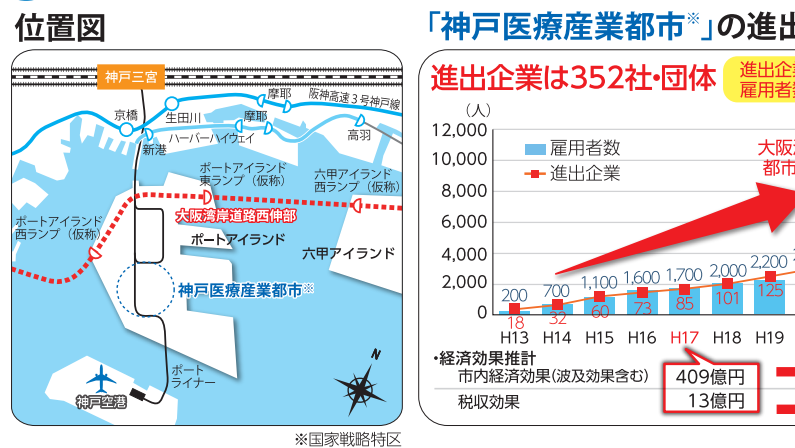 位置図
神戸三宮
京橋
生田川
摩耶
阪神高速3号神戸線
摩耶
新港
ハーバーハイウェイ
高羽
ポートアイランド
東ランプ（仮称）
六甲アイランド
西ランプ（仮称）
大阪湾岸道路西伸部
ポートアイランド
西ランプ（仮称）
ポートアイランド
六甲アイランド
神戸医療産業都市※
ポート
ライナー
神戸空港
N
※国家戦略特区
「神戸医療産業都市※」の進出
進出企業は352社・団体
進出企業
雇用者数
（人）
12,000
10,000
8,000
6,000
4,000
2,000
0
雇用者数
進出企業
大阪湾
都市
200 700 1,100 1,600 1,700 2,000 2,200
18 32 60 73 85 101 125
H13 H14 H15 H16 H17 H18 H19
・経済効果推計
市内経済効果（波及効果含む） 409億円
税収効果 13億円